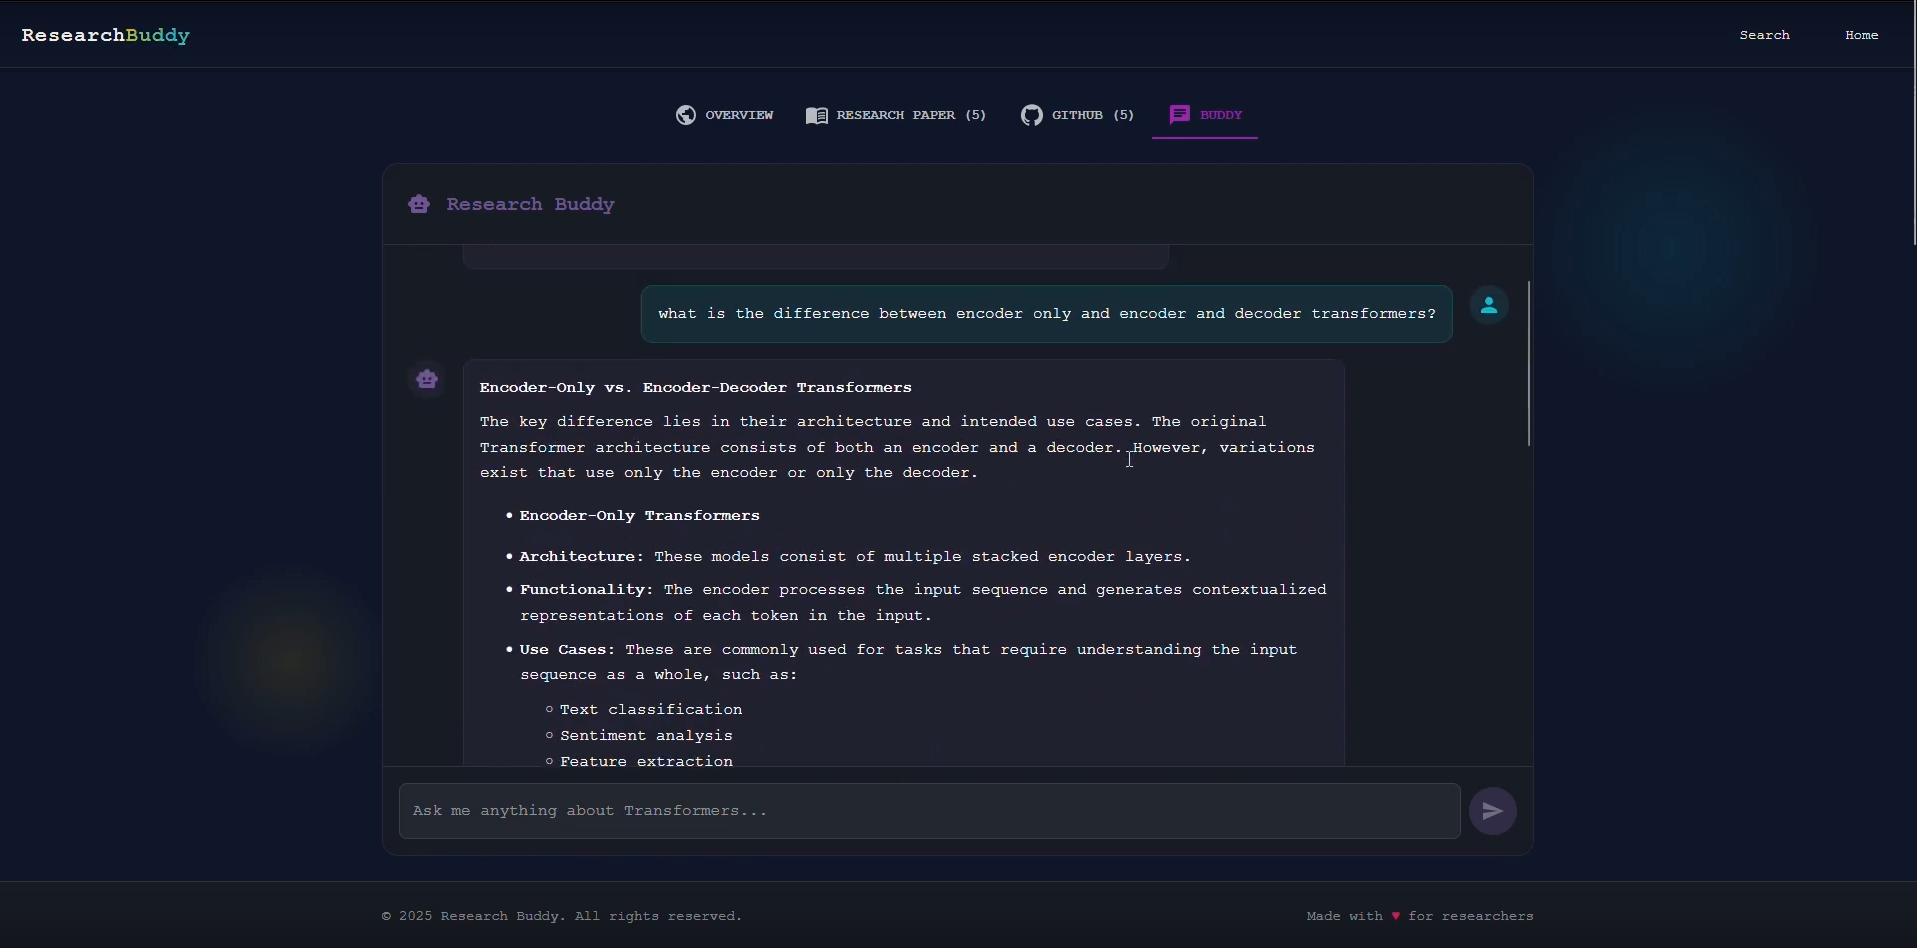 ResearchBuddy
Search
Home
OVERVIEW
RESEARCH PAPER (5)
GITHUB (5)
BUDDY
Research Buddy
what is the difference between encoder only and encoder and decoder transformers?
Encoder-Only vs. Encoder-Decoder Transformers
The key difference lies in their architecture and intended use cases. The original
Transformer architecture consists of both an encoder and a decoder. However, variations
exist that use only the encoder or only the decoder.
• Encoder-Only Transformers
• Architecture: These models consist of multiple stacked encoder layers.
• Functionality: The encoder processes the input sequence and generates contextualized
representations of each token in the input.
• Use Cases: These are commonly used for tasks that require understanding the input
sequence as a whole, such as:
○ Text classification
○ Sentiment analysis
○ Feature extraction
Ask me anything about Transformers...
© 2025 Research Buddy. All rights reserved.
Made with ♥ for researchers